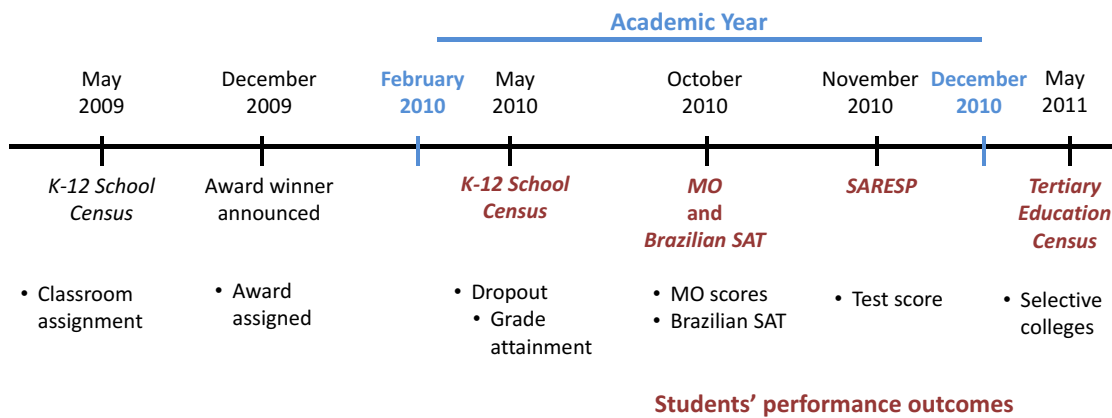 Academic Year
May
2009
December
2009
February
2010
May
2010
October
2010
November
2010
December
2010
May
2011
K-12 School
Census
Award winner
announced
K-12 School
Census
MO
and
Brazilian SAT
SARESP
Tertiary
Education
Census
• Classroom
assignment
• Award
assigned
• Dropout
• Grade
attainment
• MO scores
• Brazilian SAT
• Test score
• Selective
colleges
Students’ performance outcomes